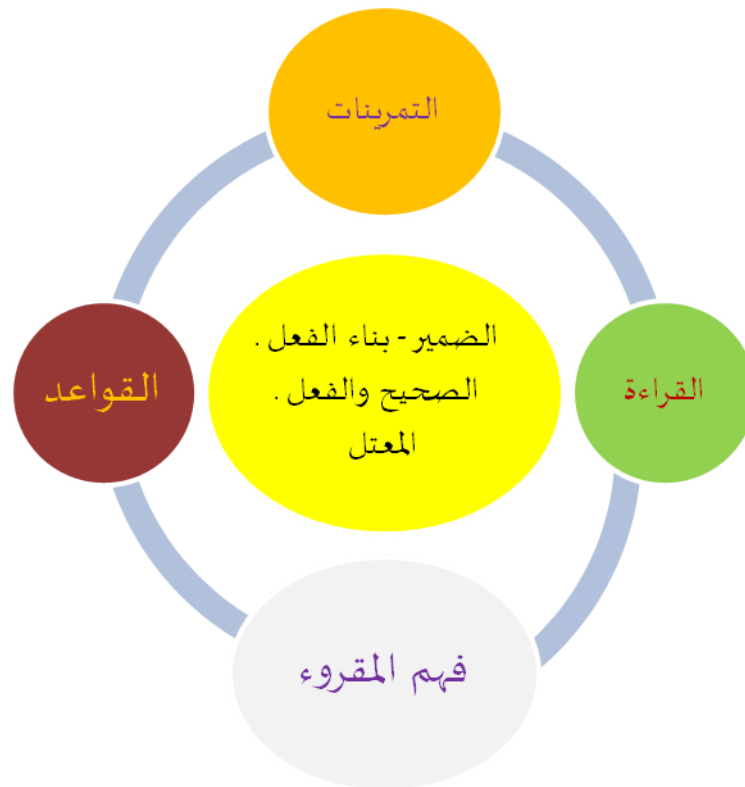 التمرينات
الضمير - بناء الفعل .
الصحيح والفعل .
المعتل
القراءة
القواعد
فهم المقروء